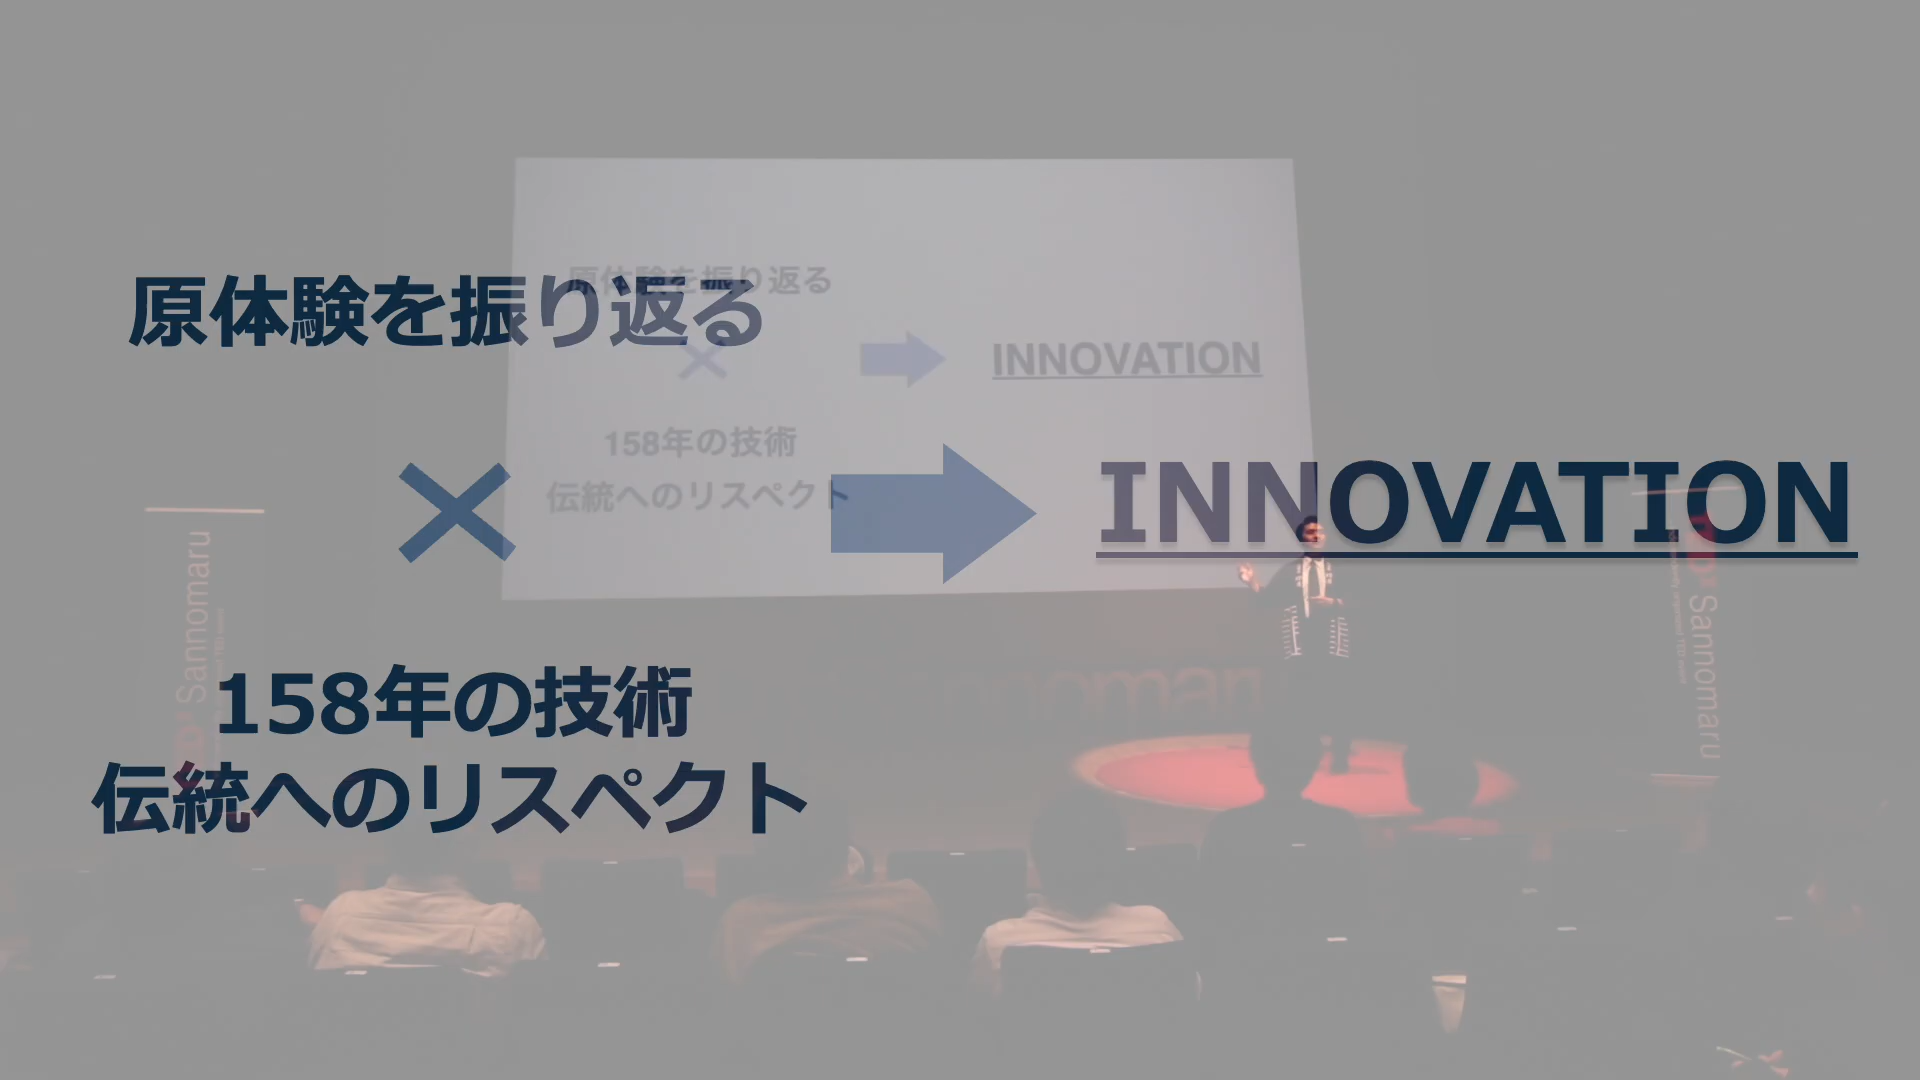 原体験を振り返る
×
158年の技術
伝統へのリスペクト
INNOVATION
原体験を振り返る
×
158年の技術
伝統へのリスペクト
INNOVATION
Sannomaru
Sannomaru